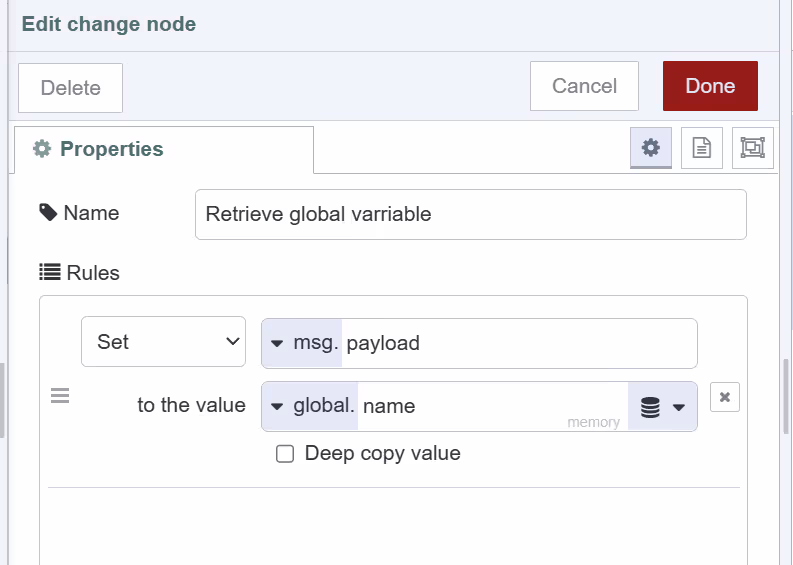 Edit change node
Delete
Cancel
Done
Properties
Name
Retrieve global varriable
Rules
Set
msg. payload
to the value
global. name
memory
Deep copy value